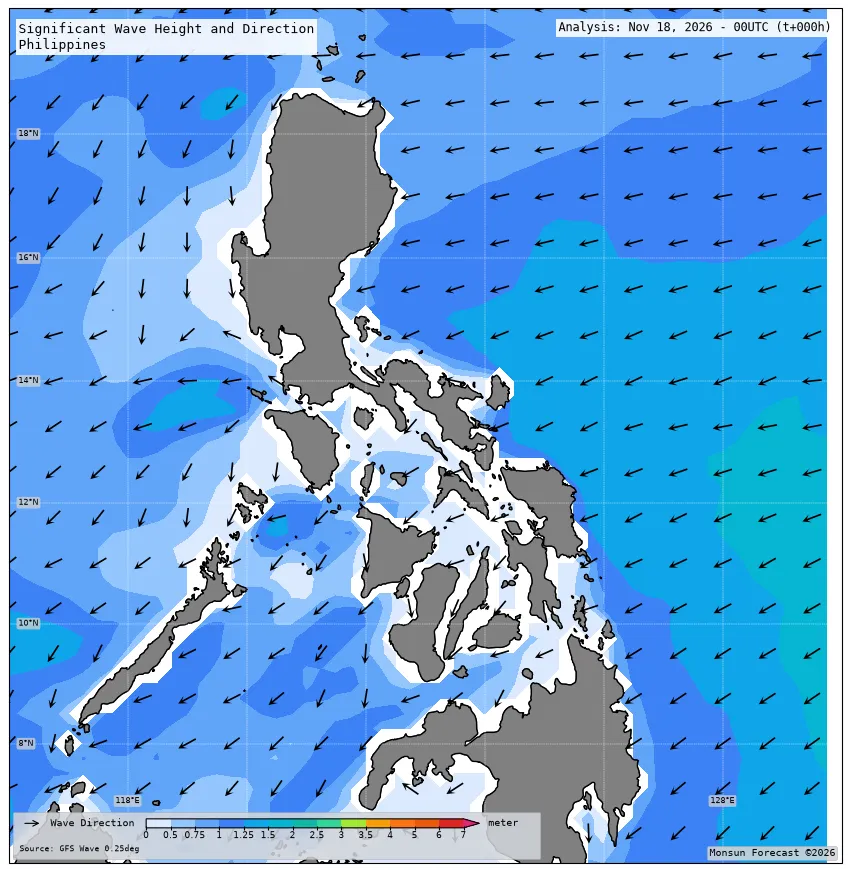 Significant Wave Height and Direction
Philippines
Analysis: Nov 18, 2026 - 00UTC (t+000h)
18°N
16°N
14°N
12°N
10°N
8°N
118°E
128°E
Wave Direction
0 0.5 0.75 1 1.25 1.5 2 2.5 3 3.5 4 5 6 7
meter
Source: GFS Wave 0.25deg
Monsun Forecast ©2026